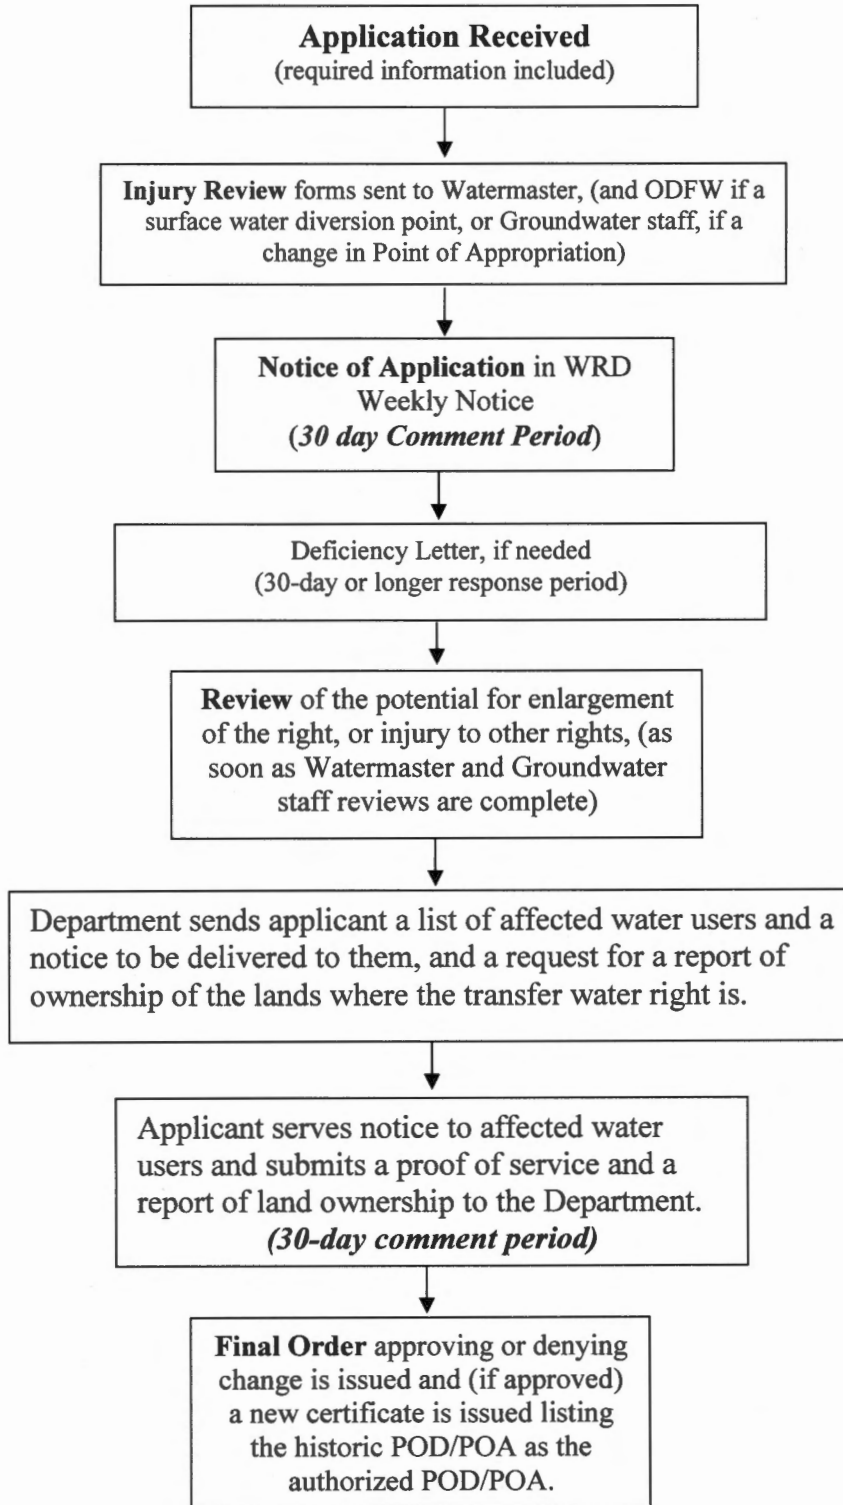 Application Received
(required information included)
Injury Review forms sent to Watermaster, (and ODFW if a
surface water diversion point, or Groundwater staff, if a
change in Point of Appropriation)
Notice of Application in WRD
Weekly Notice
(30 day Comment Period)
Deficiency Letter, if needed
(30-day or longer response period)
Review of the potential for enlargement
of the right, or injury to other rights, (as
soon as Watermaster and Groundwater
staff reviews are complete)
Department sends applicant a list of affected water users and a
notice to be delivered to them, and a request for a report of
ownership of the lands where the transfer water right is.
Applicant serves notice to affected water
users and submits a proof of service and a
report of land ownership to the Department.
(30-day comment period)
Final Order approving or denying
change is issued and (if approved)
a new certificate is issued listing
the historic POD/POA as the
authorized POD/POA.